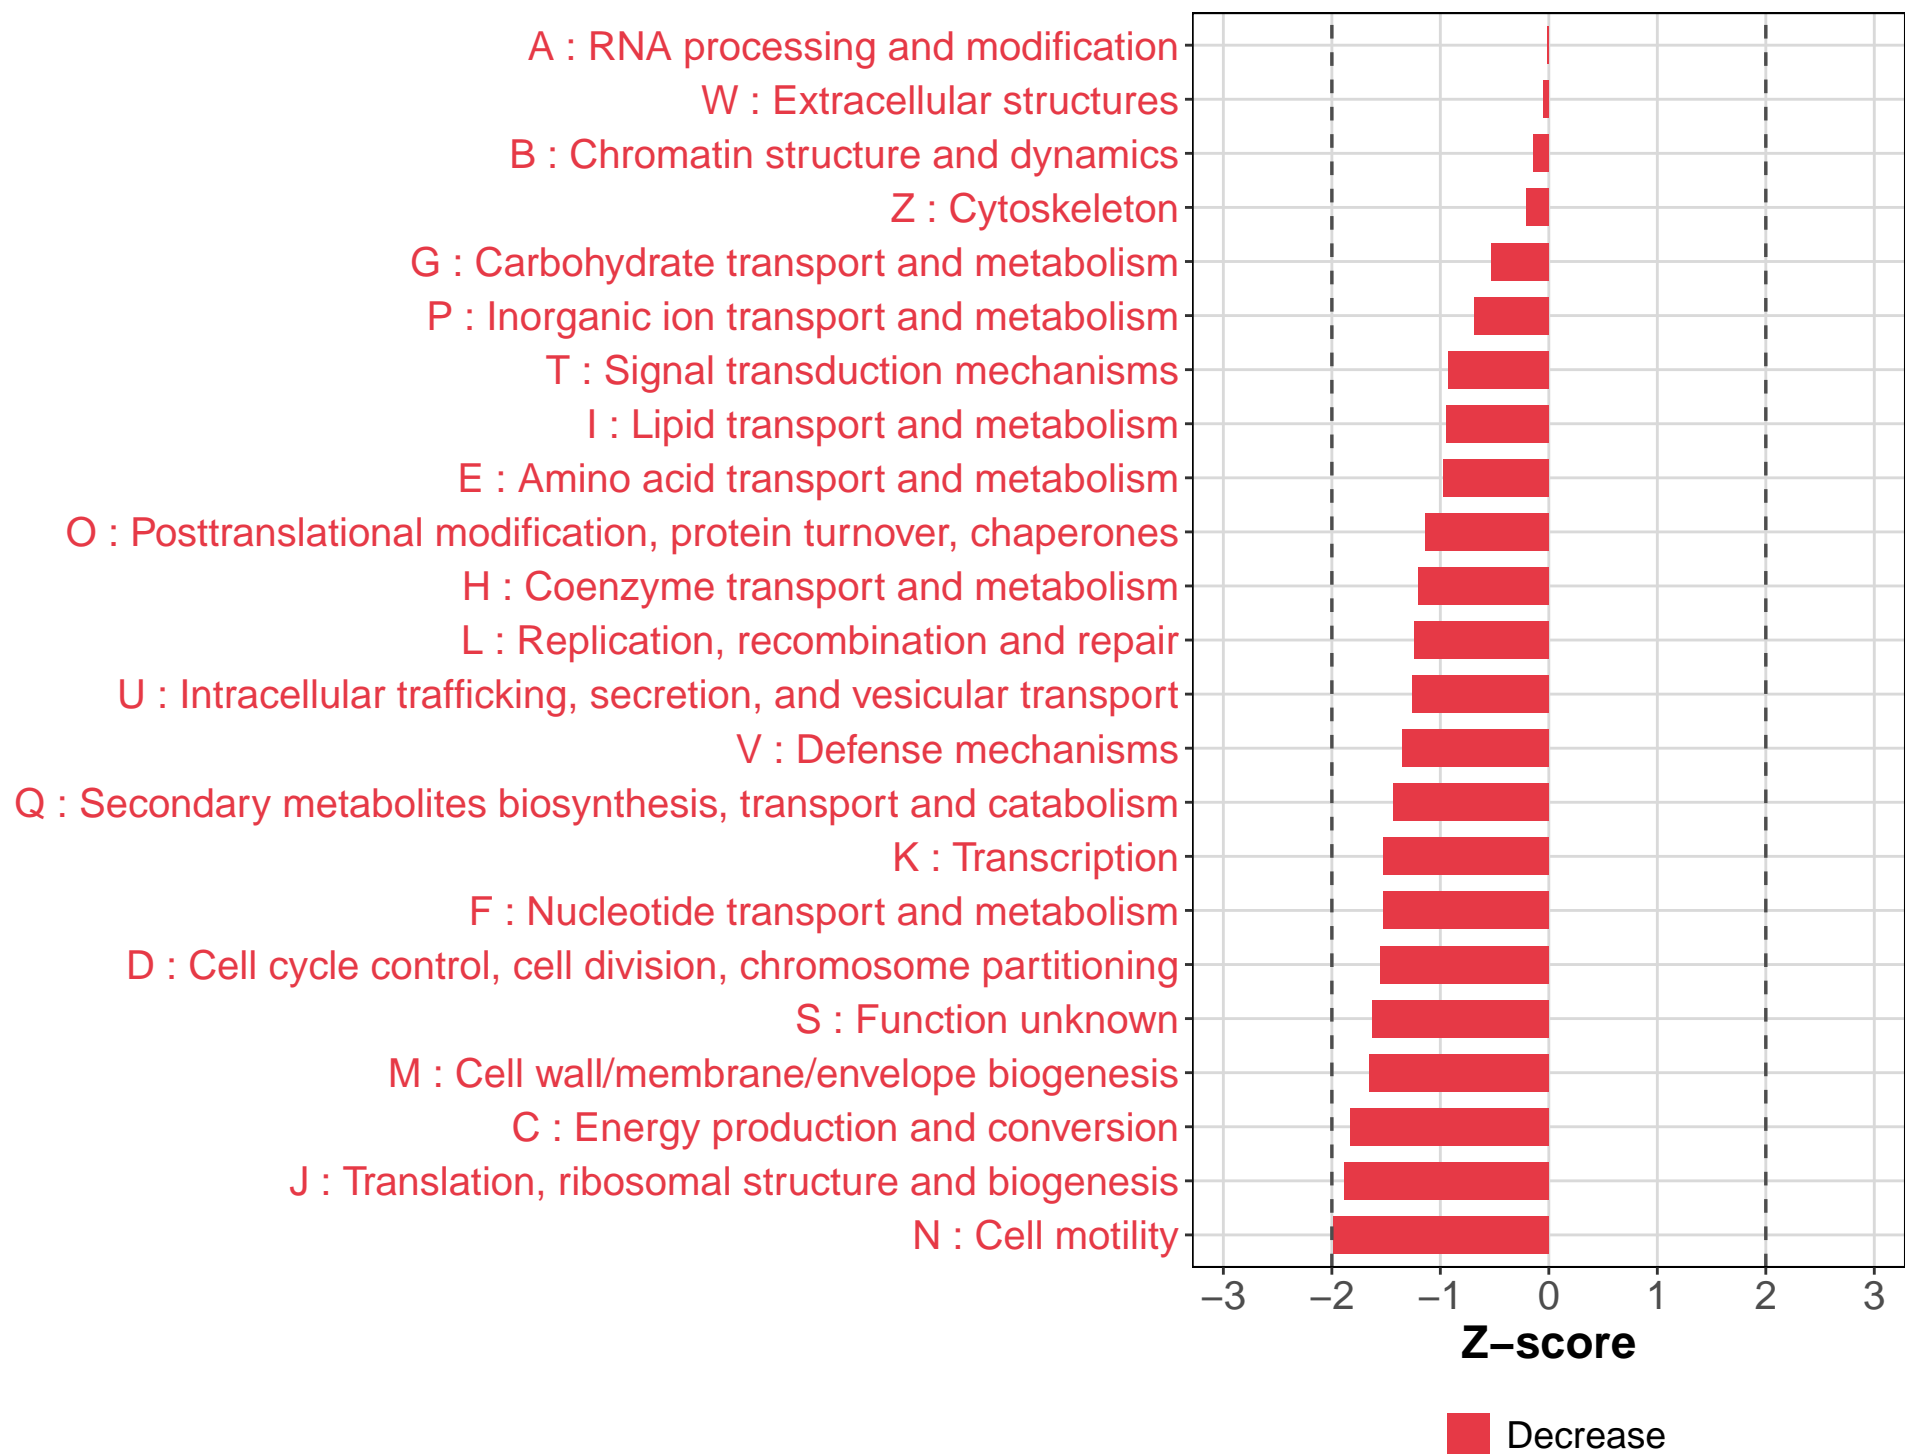 A : RNA processing and modification
W : Extracellular structures
B : Chromatin structure and dynamics
Z : Cytoskeleton
G : Carbohydrate transport and metabolism
P : Inorganic ion transport and metabolism
T : Signal transduction mechanisms
I : Lipid transport and metabolism
E : Amino acid transport and metabolism
O : Posttranslational modification, protein turnover, chaperones
H : Coenzyme transport and metabolism
L : Replication, recombination and repair
U : Intracellular trafficking, secretion, and vesicular transport
V : Defense mechanisms
Q : Secondary metabolites biosynthesis, transport and catabolism
K : Transcription
F : Nucleotide transport and metabolism
D : Cell cycle control, cell division, chromosome partitioning
S : Function unknown
M : Cell wall/membrane/envelope biogenesis
C : Energy production and conversion
J : Translation, ribosomal structure and biogenesis
N : Cell motility
−3 −2 −1 0 1 2 3
Z−score
Decrease